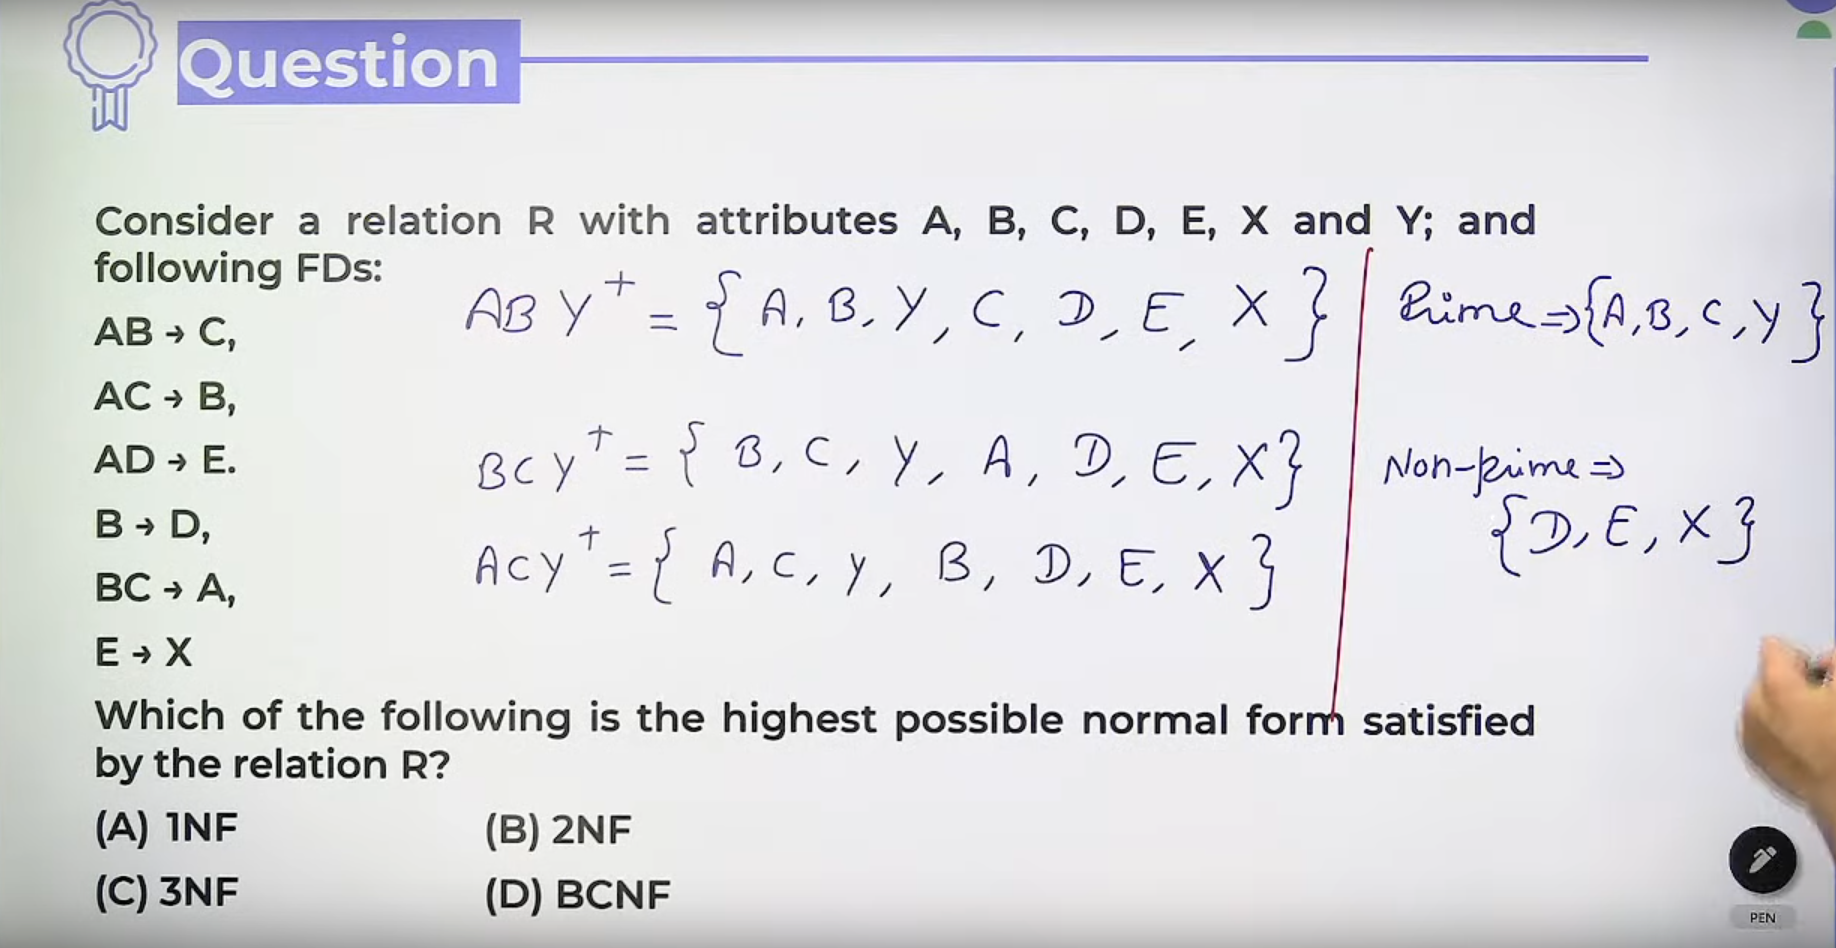 Question
Consider a relation R with attributes A, B, C, D, E, X and Y; and
following FDs:
AB → C,
AC → B,
AD → E.
B → D,
BC → A,
E → X
ABY⁺ = { A, B, Y, C, D, E, X }
BCY⁺ = { B, C, Y, A, D, E, X }
ACY⁺ = { A, C, Y, B, D, E, X }
Prime ⇒ {A, B, C, Y }
Non-prime ⇒
{D, E, X }
Which of the following is the highest possible normal form satisfied
by the relation R?
(A) 1NF
(B) 2NF
(C) 3NF
(D) BCNF
PEN